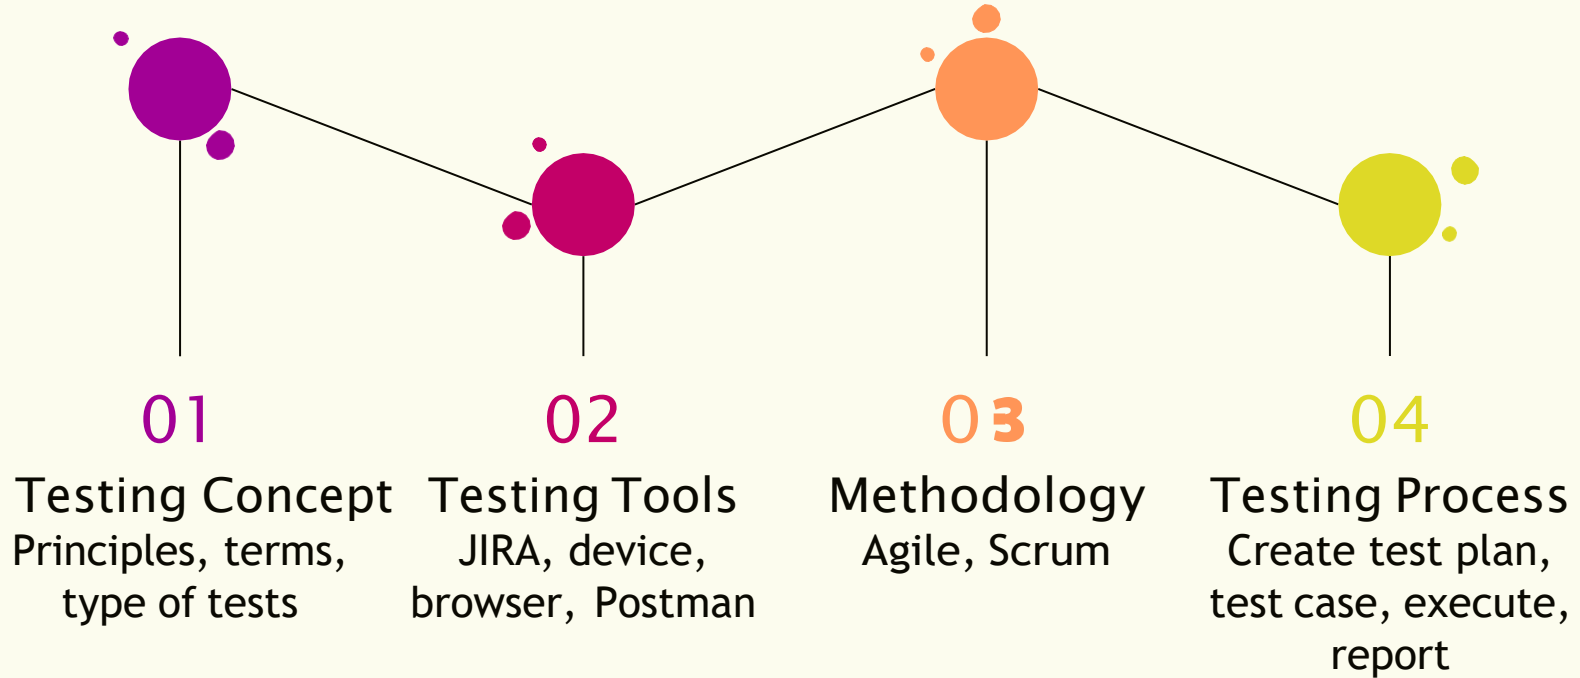 01
Testing Concept
Principles, terms,
type of tests
02
Testing Tools
JIRA, device,
browser, Postman
03
Methodology
Agile, Scrum
04
Testing Process
Create test plan,
test case, execute,
report